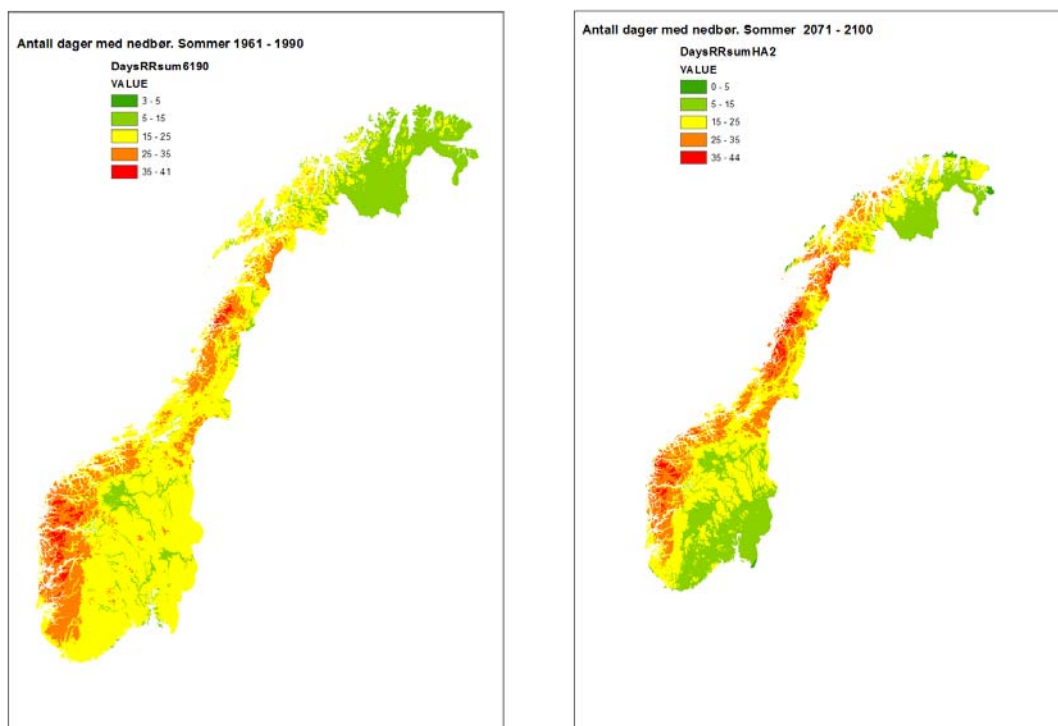 Antall dager med nedbør. Sommer 1961 - 1990
DaysRRsum6190
VALUE
3 - 5
5 - 15
15 - 25
25 - 35
35 - 41
Antall dager med nedbør. Sommer 2071 - 2100
DaysRRsumHA2
VALUE
0 - 5
5 - 15
15 - 25
25 - 35
35 - 44